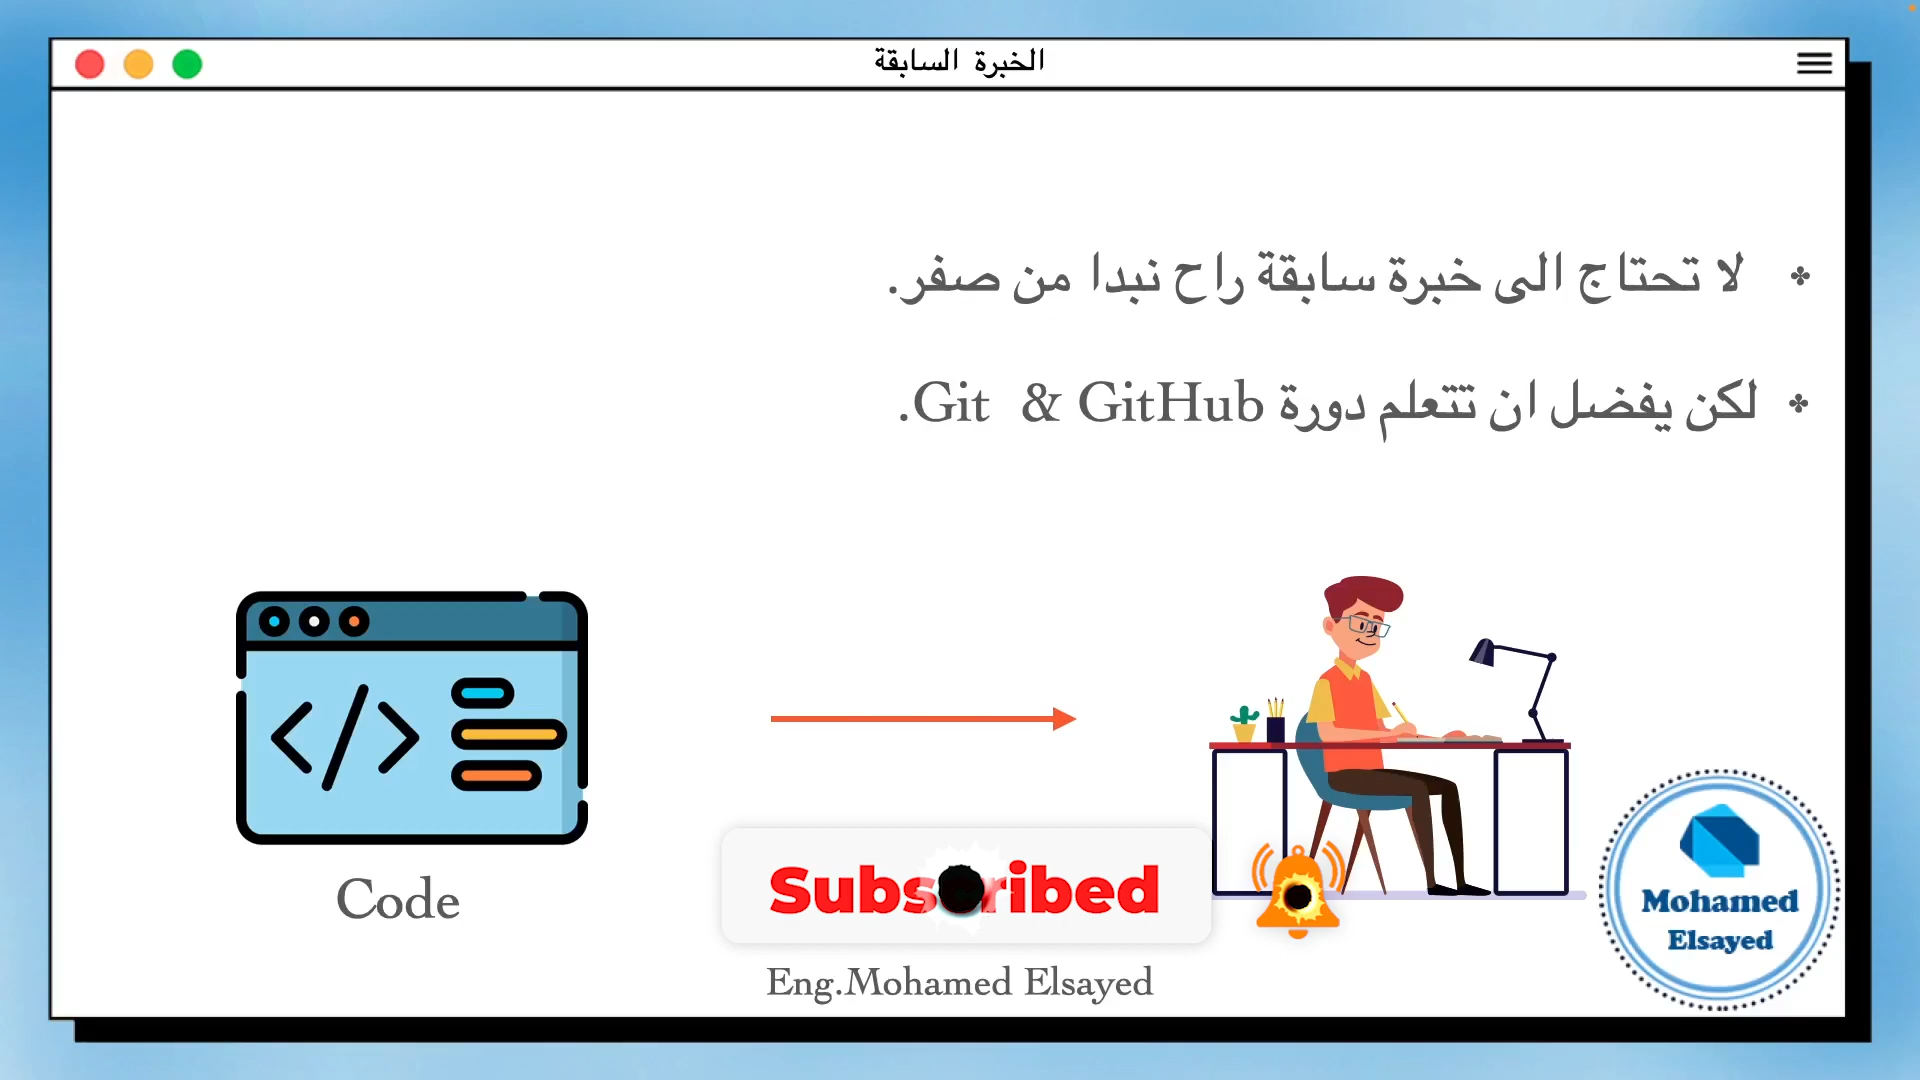 الخبرة السابقة
لا تحتاج الى خبرة سابقة راح نبدا من صفر.
لكن يفضل ان تتعلم دورة Git & GitHub.
Code
Subscribed
Eng.Mohamed Elsayed
Mohamed
Elsayed